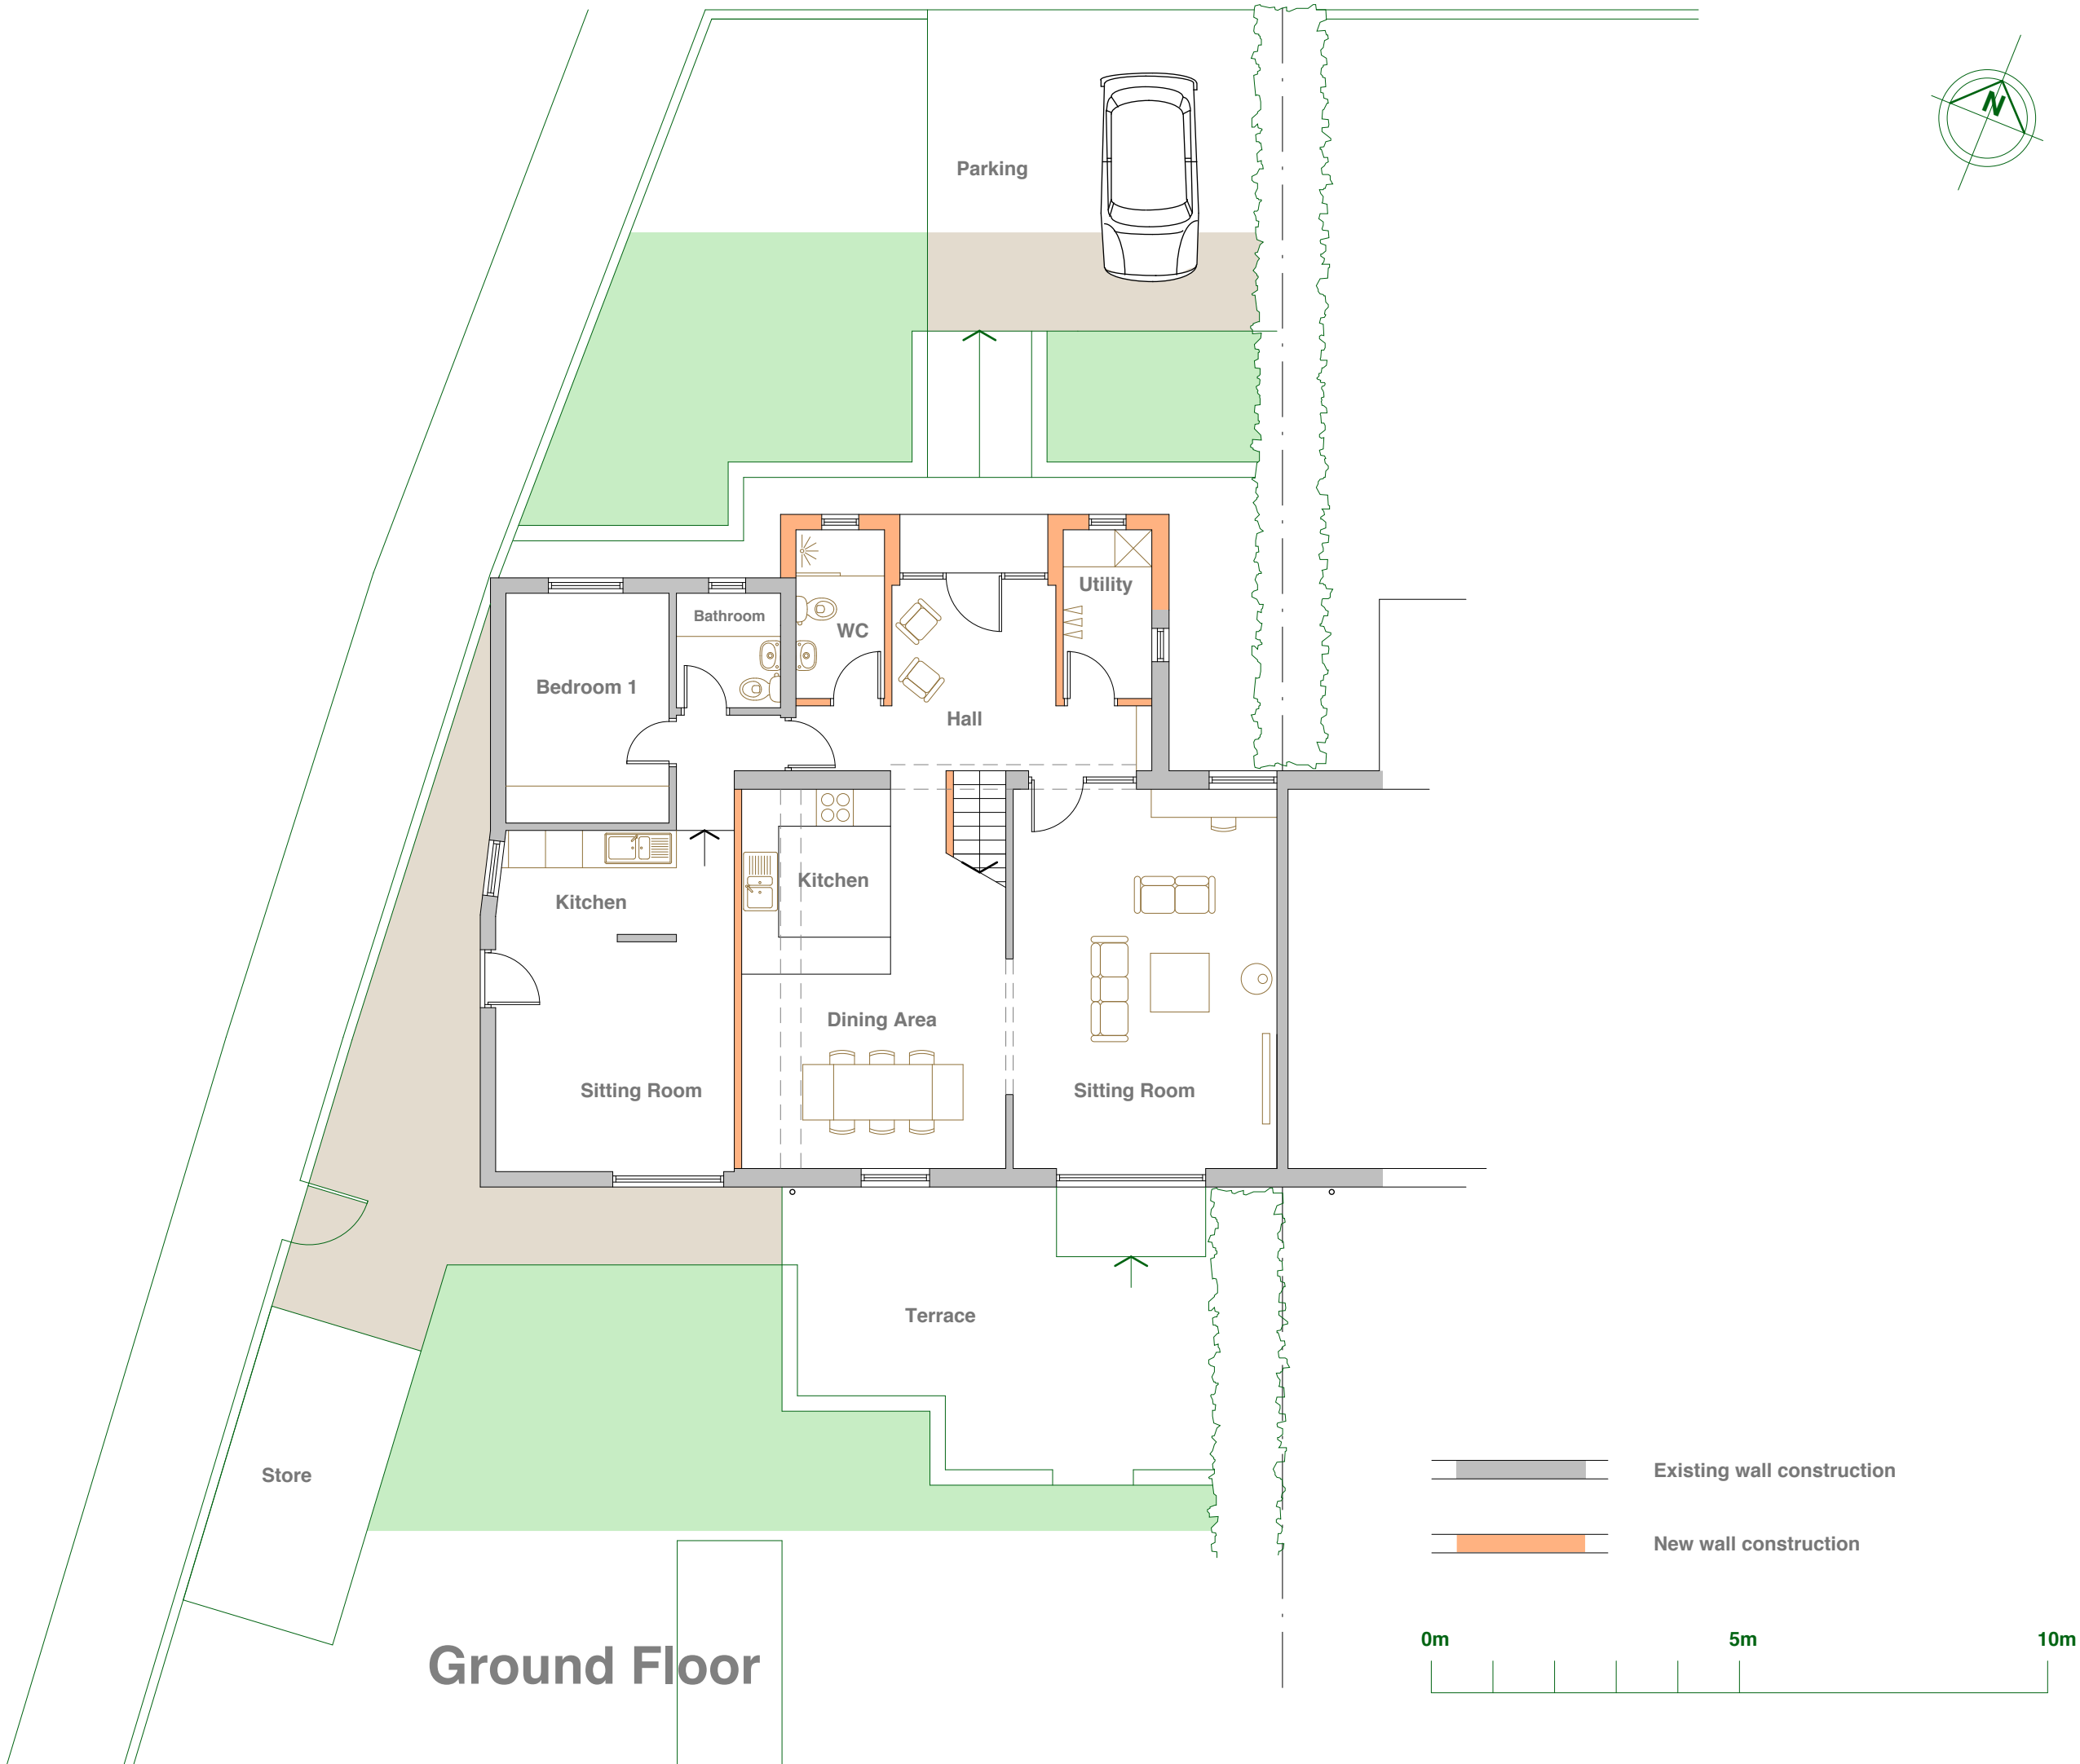 N
Parking
Utility
Bathroom
WC
Bedroom 1
Hall
Kitchen
Kitchen
Dining Area
Sitting Room
Sitting Room
Terrace
Store
Existing wall construction
New wall construction
Ground Floor
0m 5m 10m